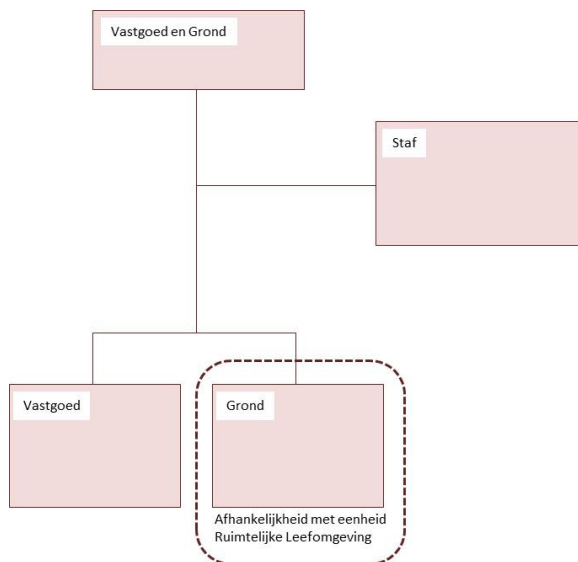 Vastgoed en Grond
Staf
Vastgoed
Grond
Afhankelijkheid met eenheid
Ruimtelijke Leefomgeving